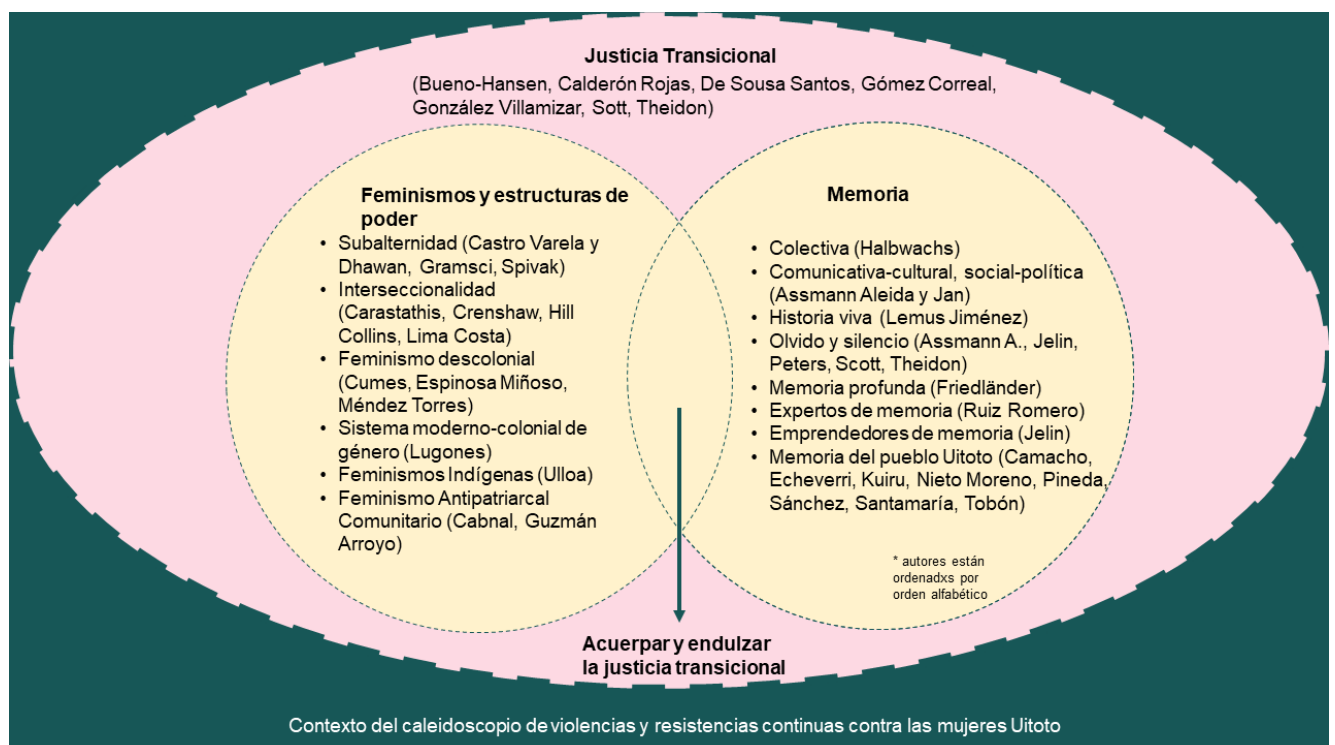 Justicia Transicional
(Bueno-Hansen, Calderón Rojas, De Sousa Santos, Gómez Correal,
González Villamizar, Sott, Theidon)
Feminismos y estructuras de
poder
• Subalternidad (Castro Varela y
Dhawan, Gramsci, Spivak)
• Interseccionalidad
(Carastathis, Crenshaw, Hill
Collins, Lima Costa)
• Feminismo descolonial
(Cumes, Espinosa Miñoso,
Méndez Torres)
• Sistema moderno-colonial de
género (Lugones)
• Feminismos Indígenas (Ulloa)
• Feminismo Antipatriarcal
Comunitario (Cabnal, Guzmán
Arroyo)
Memoria
• Colectiva (Halbwachs)
• Comunicativa-cultural, social-política
(Assmann Aleida y Jan)
• Historia viva (Lemus Jiménez)
• Olvido y silencio (Assmann A., Jelin,
Peters, Scott, Theidon)
• Memoria profunda (Friedländer)
• Expertos de memoria (Ruiz Romero)
• Emprendedores de memoria (Jelin)
• Memoria del pueblo Uitoto (Camacho,
Echeverri, Kuiru, Nieto Moreno, Pineda,
Sánchez, Santamaría, Tobón)
* autores están
ordenadxs por
orden alfabético
Acuerpar y endulzar
la justicia transicional
Contexto del caleidoscopio de violencias y resistencias continuas contra las mujeres Uitoto